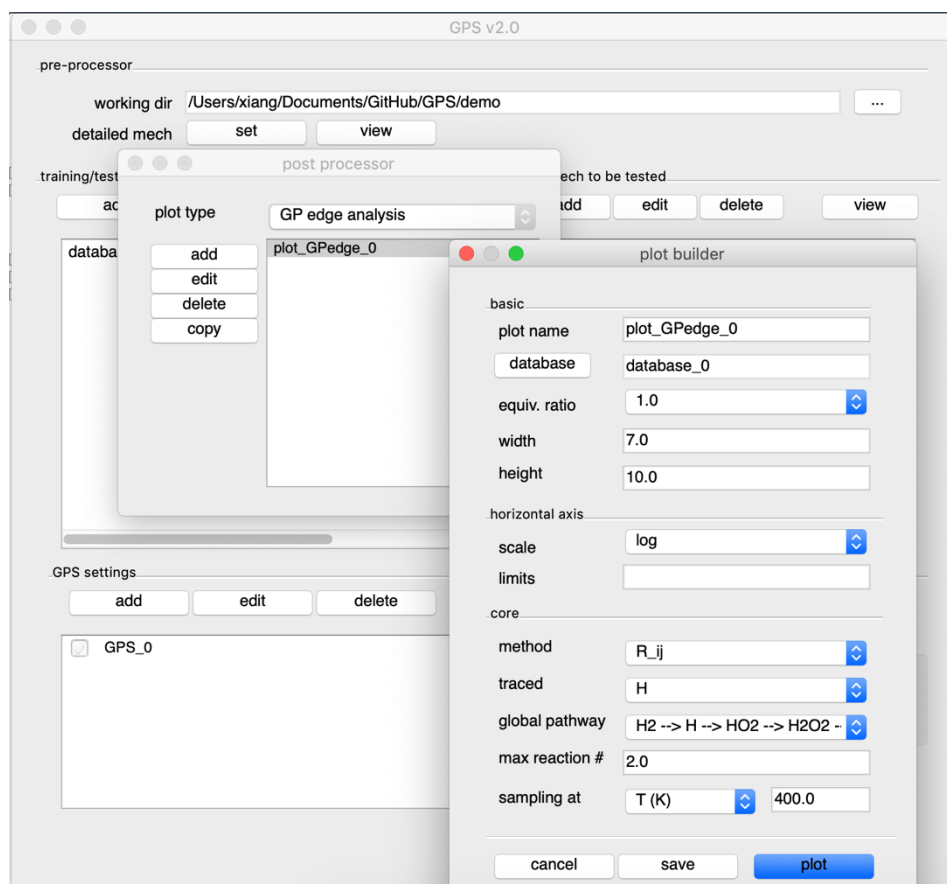 GPS v2.0
pre-processor
working dir /Users/xiang/Documents/GitHub/GPS/demo ...
detailed mech set view
training/test
ech to be tested
edit delete view
databa
post processor
plot type GP edge analysis
add
edit
delete
copy
plot_GPedge_0
GPS settings
add edit delete
GPS_0
plot builder
basic
plot name plot_GPedge_0
database database_0
equiv. ratio 1.0
width 7.0
height 10.0
horizontal axis
scale log
limits
core
method R_ij
traced H
global pathway H2 --> H --> HO2 --> H2O2 -
max reaction # 2.0
sampling at T (K) 400.0
cancel save plot